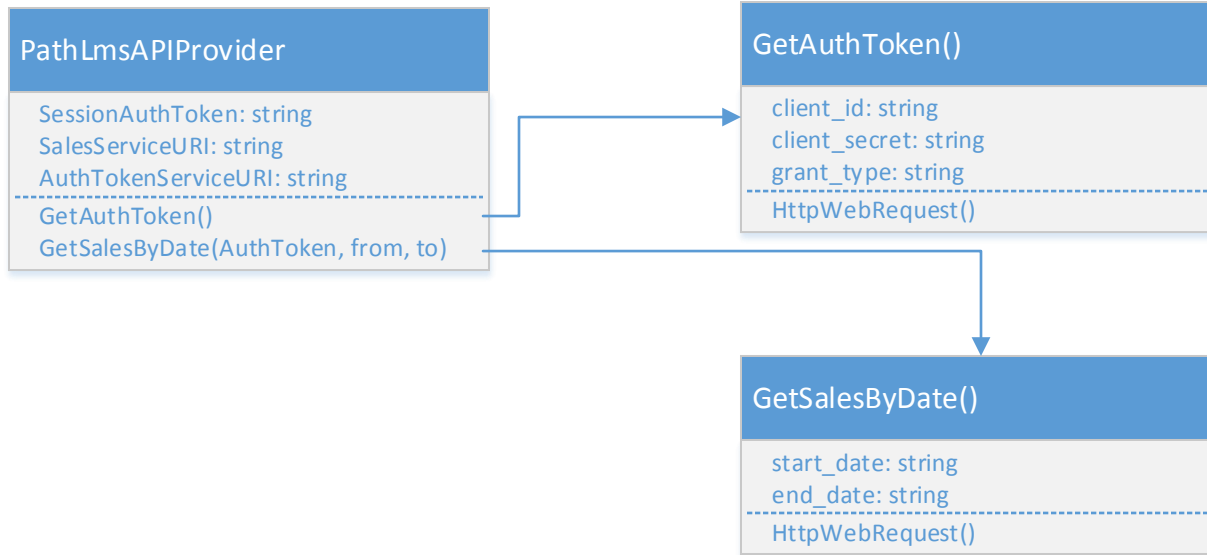 PathLmsAPIProvider
SessionAuthToken: string
SalesServiceURI: string
AuthTokenServiceURI: string
GetAuthToken()
GetSalesByDate(AuthToken, from, to)
GetAuthToken()
client_id: string
client_secret: string
grant_type: string
HttpWebRequest()
GetSalesByDate()
start_date: string
end_date: string
HttpWebRequest()